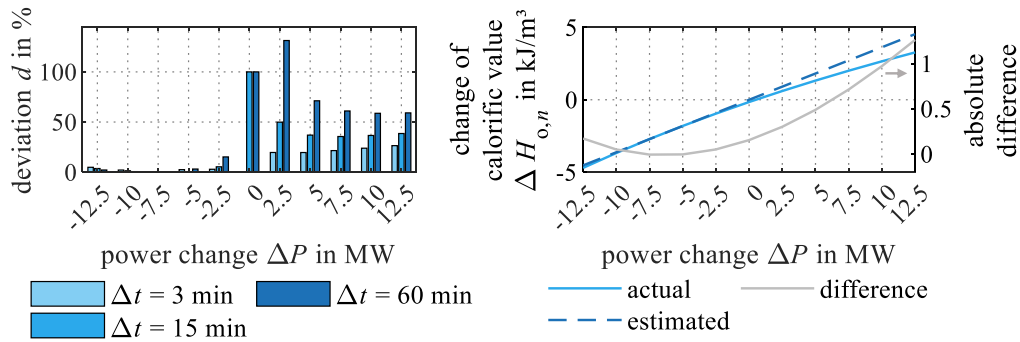 deviation d in %
100
50
0
-12.5
-10
-7.5
-5
-2.5
0
2.5
5
7.5
10
12.5
power change ΔP in MW
Δt = 3 min
Δt = 60 min
Δt = 15 min
change of
calorific value
Δ H o,n in kJ/m³
5
0
-5
-12.5
-10
-7.5
-5
-2.5
0
2.5
5
7.5
10
12.5
1
0.5
0
absolute
difference
power change ΔP in MW
actual
difference
estimated